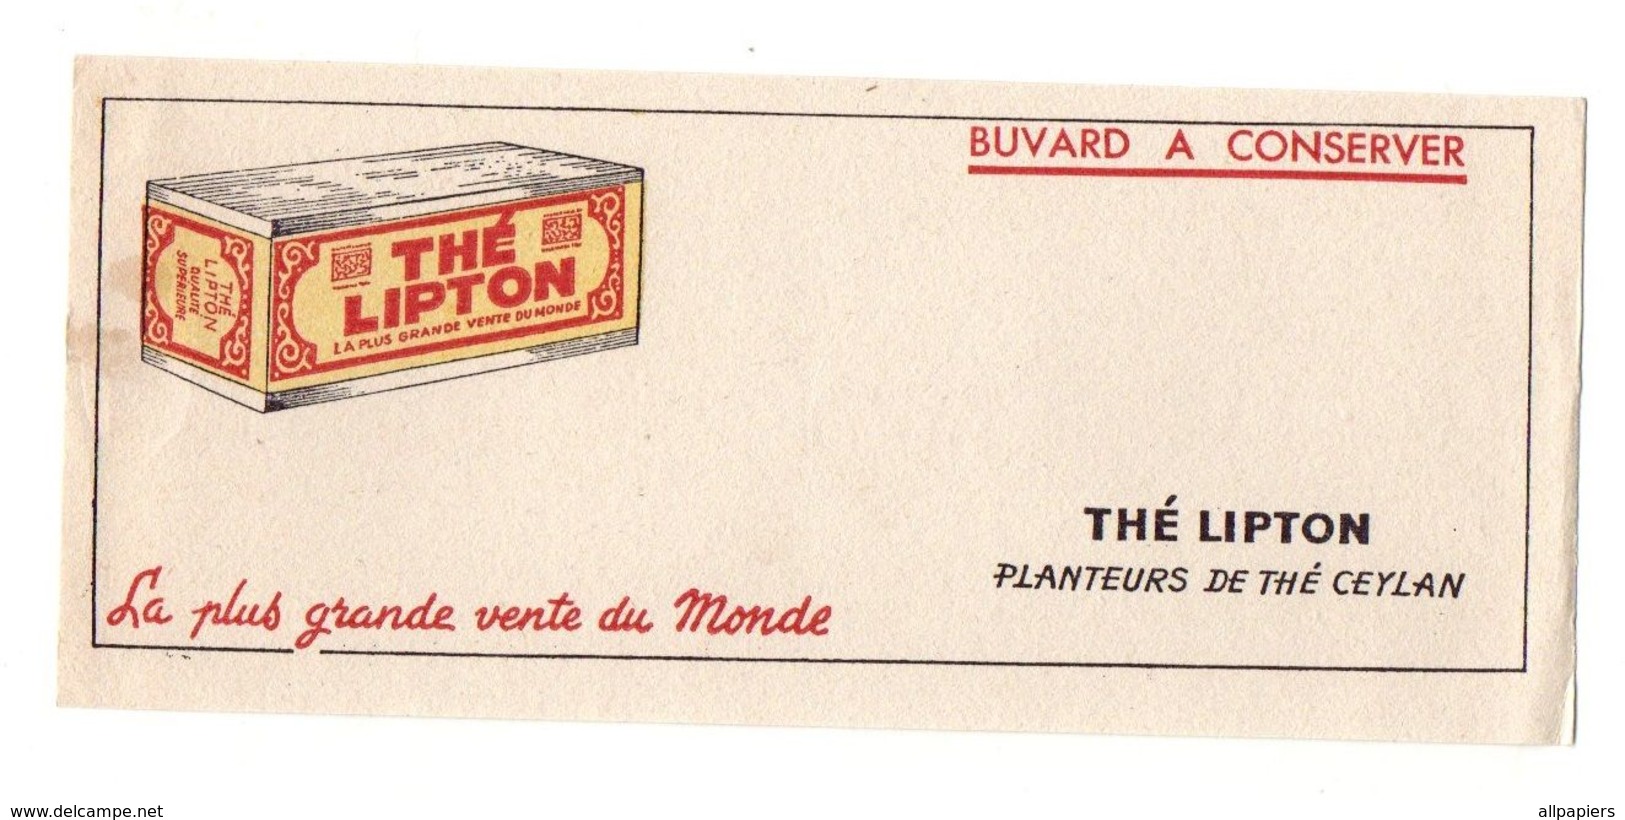 BUVARD A CONSERVER
THÉ
LIPTON
LA PLUS GRANDE VENTE DU MONDE
THÉ
LIPTON
QUALITÉ
SUPÉRIEURE
THÉ LIPTON
PLANTEURS DE THÉ CEYLAN
La plus grande vente du Monde
www.delcampe.net
allpapiers